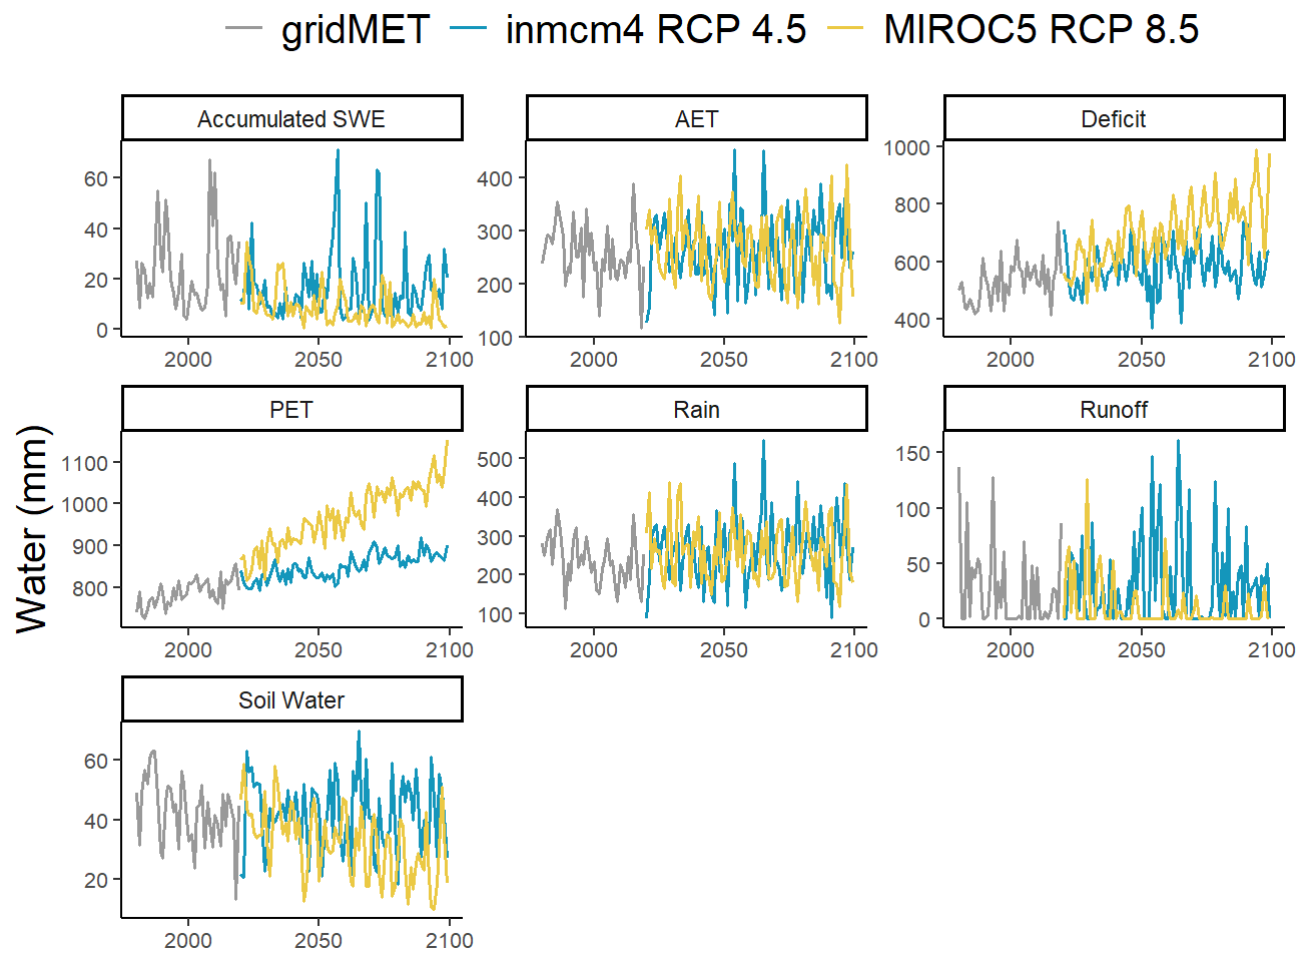 gridMET inmcm4 RCP 4.5 MIROC5 RCP 8.5
Water (mm)
Accumulated SWE
60
40
20
0
2000 2050 2100
AET
400
300
200
100
2000 2050 2100
Deficit
1000
800
600
400
2000 2050 2100
PET
1100
1000
900
800
2000 2050 2100
Rain
500
400
300
200
100
2000 2050 2100
Runoff
150
100
50
0
2000 2050 2100
Soil Water
60
40
20
2000 2050 2100